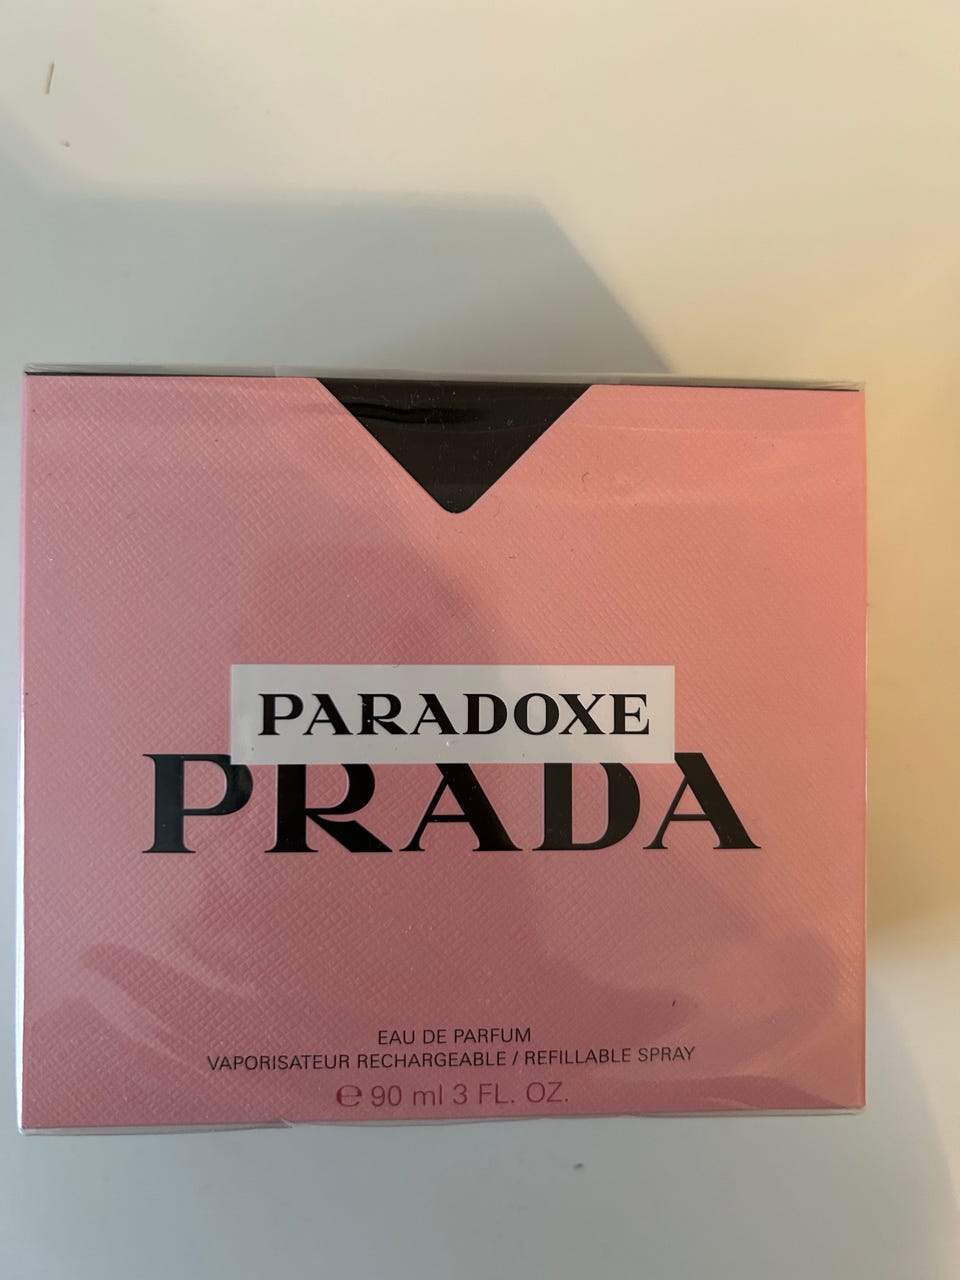 PARADOXE
PRADA
EAU DE PARFUM
VAPORISATEUR RECHARGEABLE / REFILLABLE SPRAY
℮ 90 ml 3 FL. OZ.